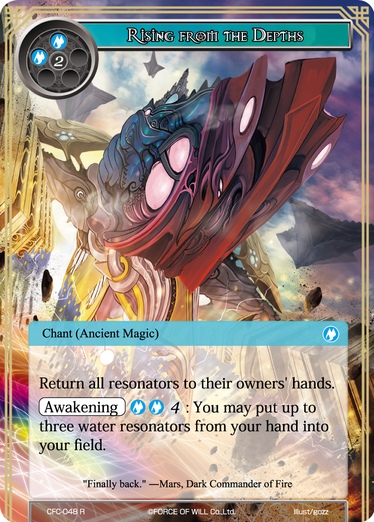 Rising from the Depths
2
Chant (Ancient Magic)
Return all resonators to their owners' hands.
Awakening 4 : You may put up to
three water resonators from your hand into
your field.
"Finally back." —Mars, Dark Commander of Fire
CFC-048 R ©FORCE OF WILL Co.,Ltd. Illust/gozz